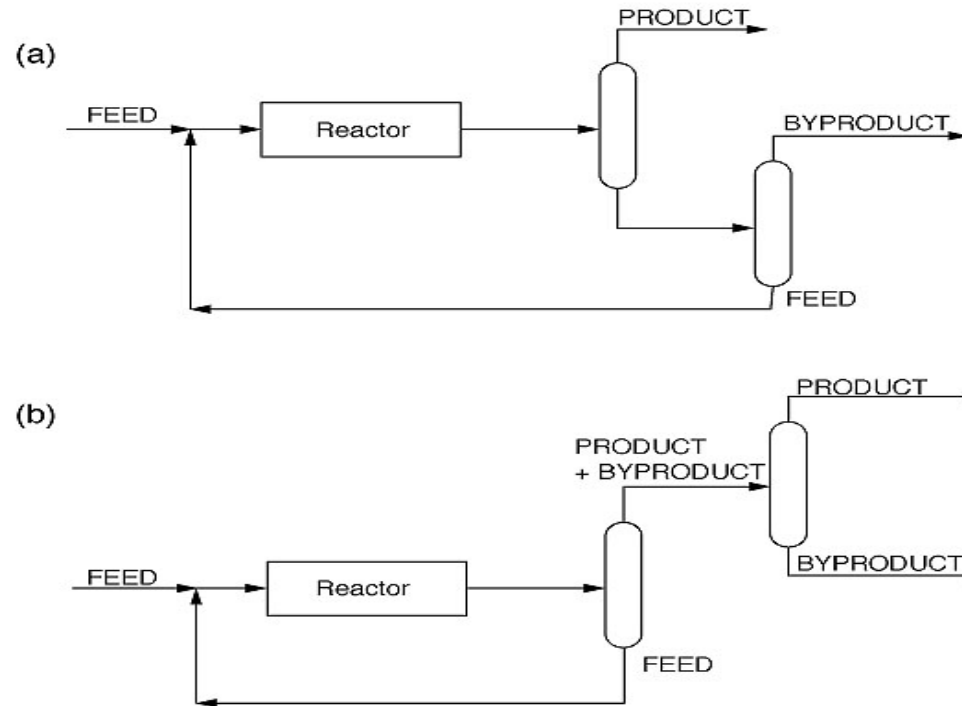 (a)
PRODUCT
FEED
Reactor
BYPRODUCT
FEED
(b)
PRODUCT
PRODUCT
+ BYPRODUCT
FEED
Reactor
BYPRODUCT
FEED